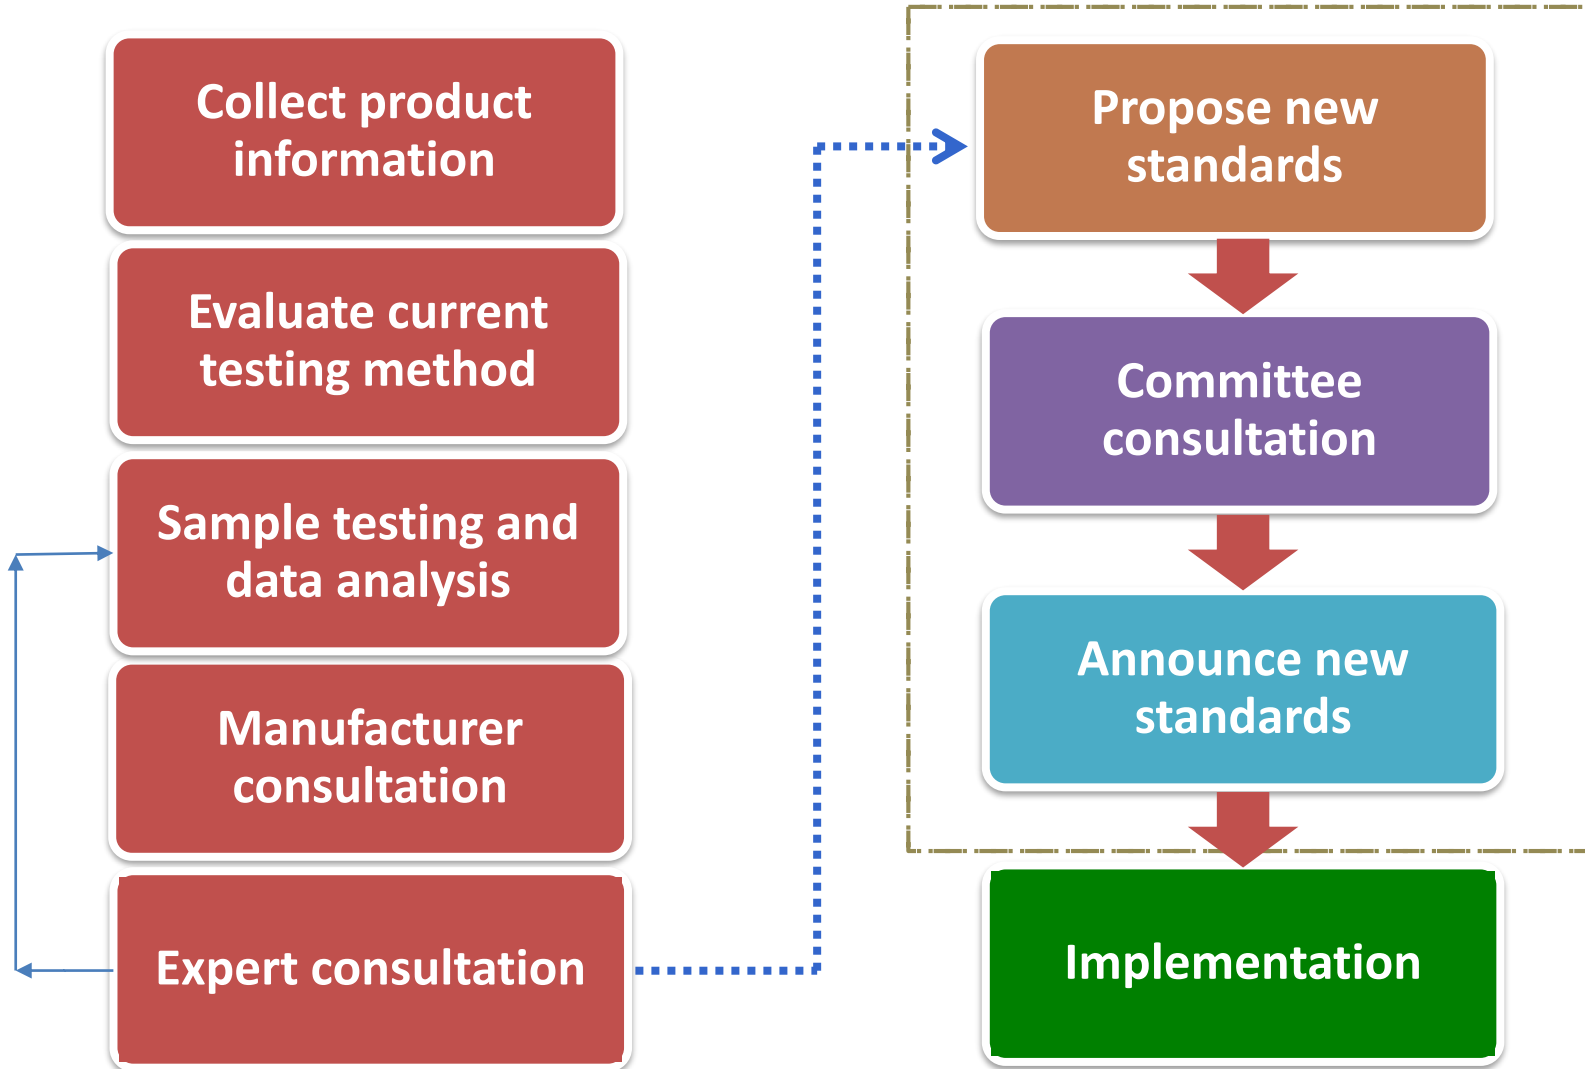 Collect product
information
Evaluate current
testing method
Sample testing and
data analysis
Manufacturer
consultation
Expert consultation
Propose new
standards
Committee
consultation
Announce new
standards
Implementation